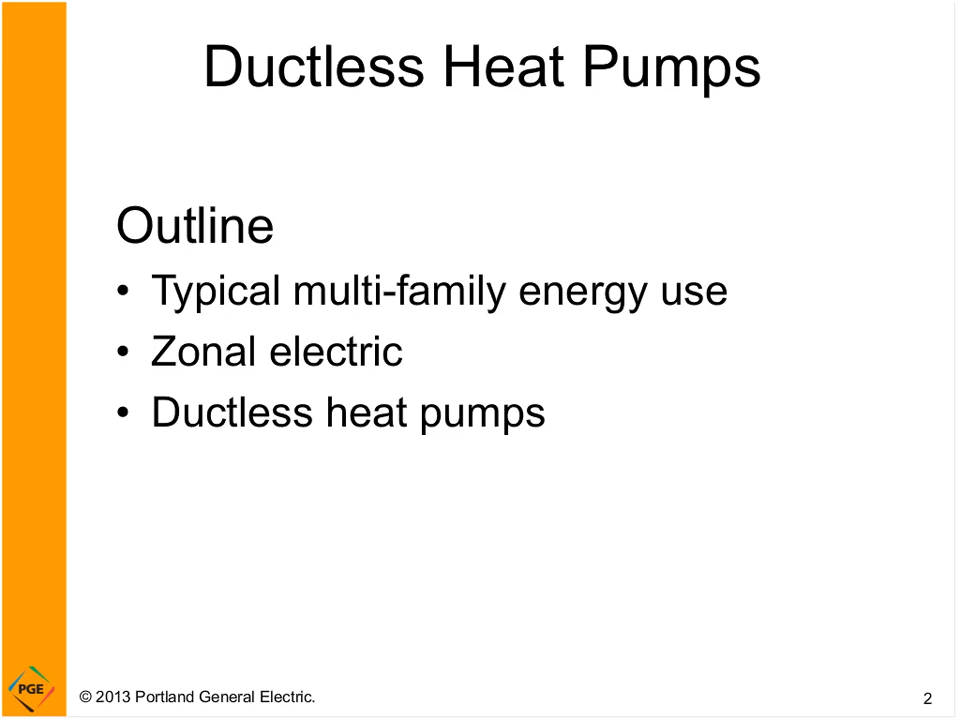 Ductless Heat Pumps
Outline
• Typical multi-family energy use
• Zonal electric
• Ductless heat pumps
PGE
© 2013 Portland General Electric.
2